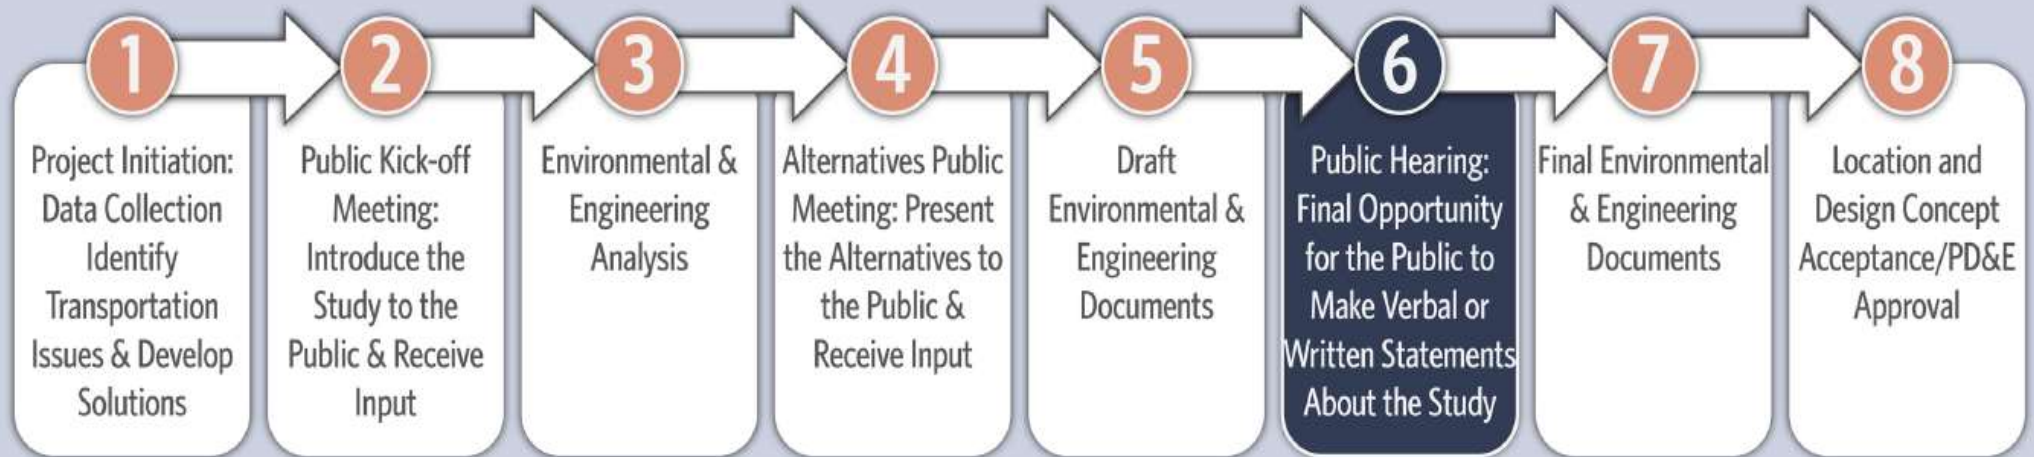 1
Project Initiation:
Data Collection
Identify
Transportation
Issues & Develop
Solutions
2
Public Kick-off
Meeting:
Introduce the
Study to the
Public & Receive
Input
3
Environmental &
Engineering
Analysis
4
Alternatives Public
Meeting: Present
the Alternatives to
the Public &
Receive Input
5
Draft
Environmental &
Engineering
Documents
6
Public Hearing:
Final Opportunity
for the Public to
Make Verbal or
Written Statements
About the Study
7
Final Environmental
& Engineering
Documents
8
Location and
Design Concept
Acceptance/PD&E
Approval